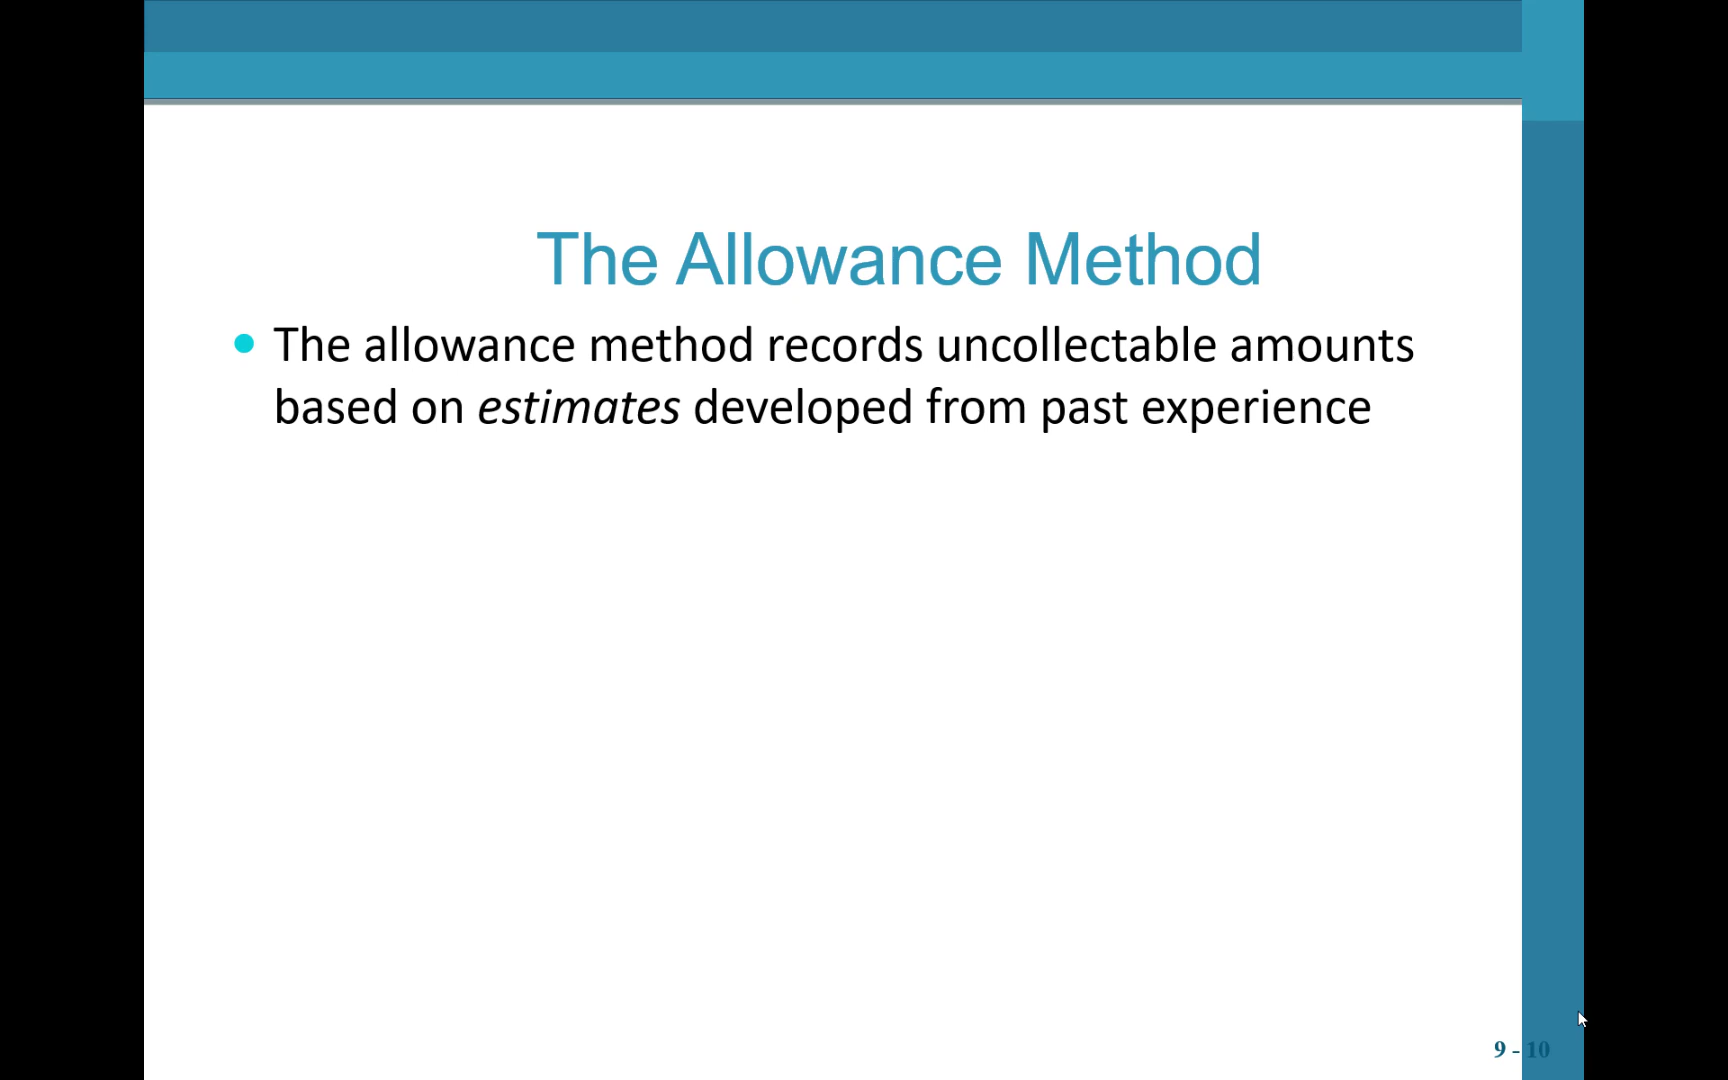 The Allowance Method
The allowance method records uncollectable amounts
based on estimates developed from past experience
9 - 10